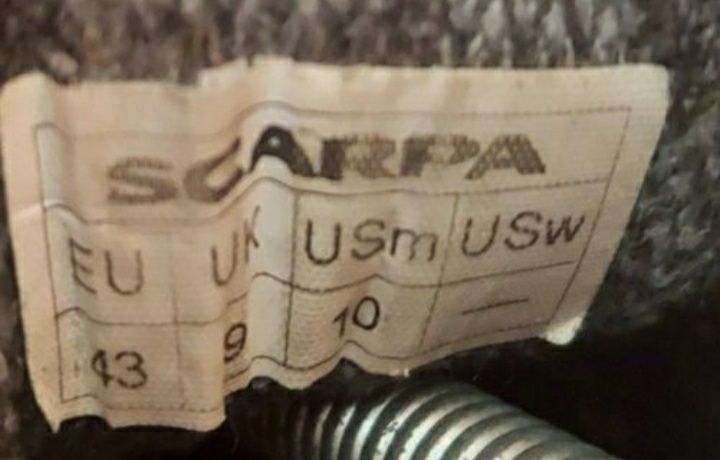 SCARPA
EU UK USm USw
43 9 10 —